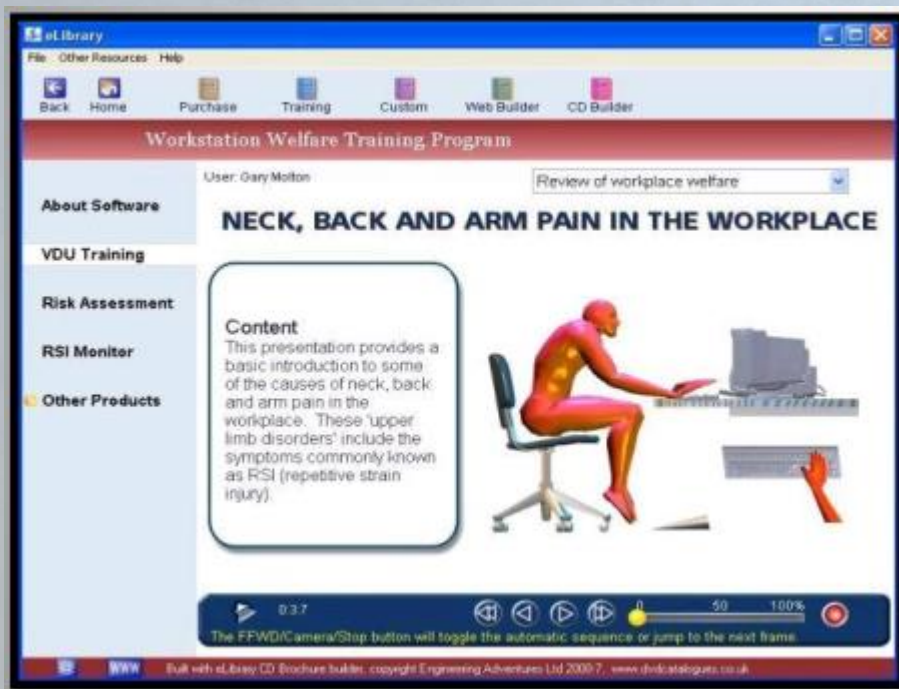 eLibrary
File Other Resources Help
Back Home Purchase Training Custom Web Builder CD Builder
Workstation Welfare Training Program
User: Gary Molton
Review of workplace welfare
About Software
VDU Training
Risk Assessment
RSI Monitor
Other Products
NECK, BACK AND ARM PAIN IN THE WORKPLACE
Content
This presentation provides a
basic introduction to some
of the causes of neck, back
and arm pain in the
workplace. These 'upper
limb disorders' include the
symptoms commonly known
as RSI (repetitive strain
injury).
0:3.7
0 50 100%
The FFWD/Camera/Stop button will toggle the automatic sequence or jump to the next frame.
WWW Built with eLibrary CD Brochure builder, copyright Engineering Adventures Ltd 2000-7, www.dvdcatalogues.co.uk